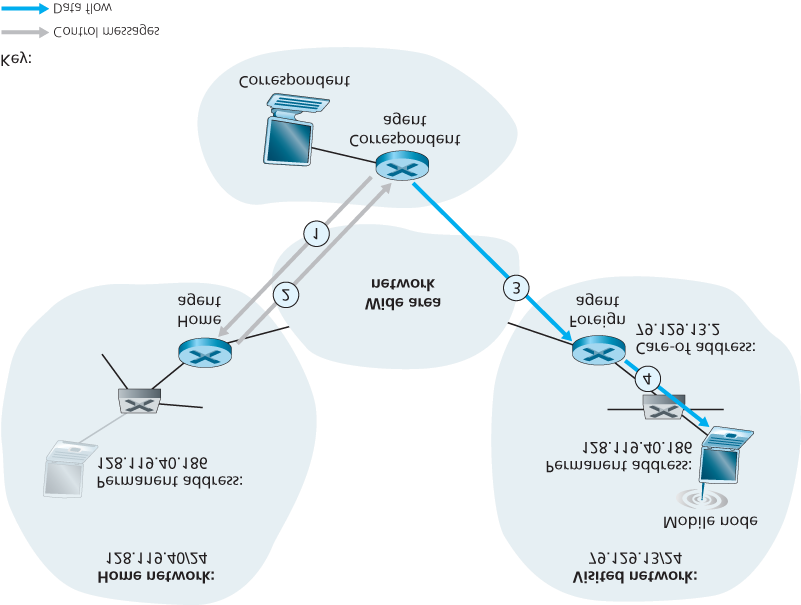 Home network:
128.119.40/24
Visited network:
79.129.13/24
Mobile node
Permanent address:
128.119.40.186
Permanent address:
128.119.40.186
Care-of address:
79.129.13.2
Home
agent
Foreign
agent
Wide area
network
1
2
3
4
Correspondent
agent
Correspondent
Key:
Control messages
Data flow